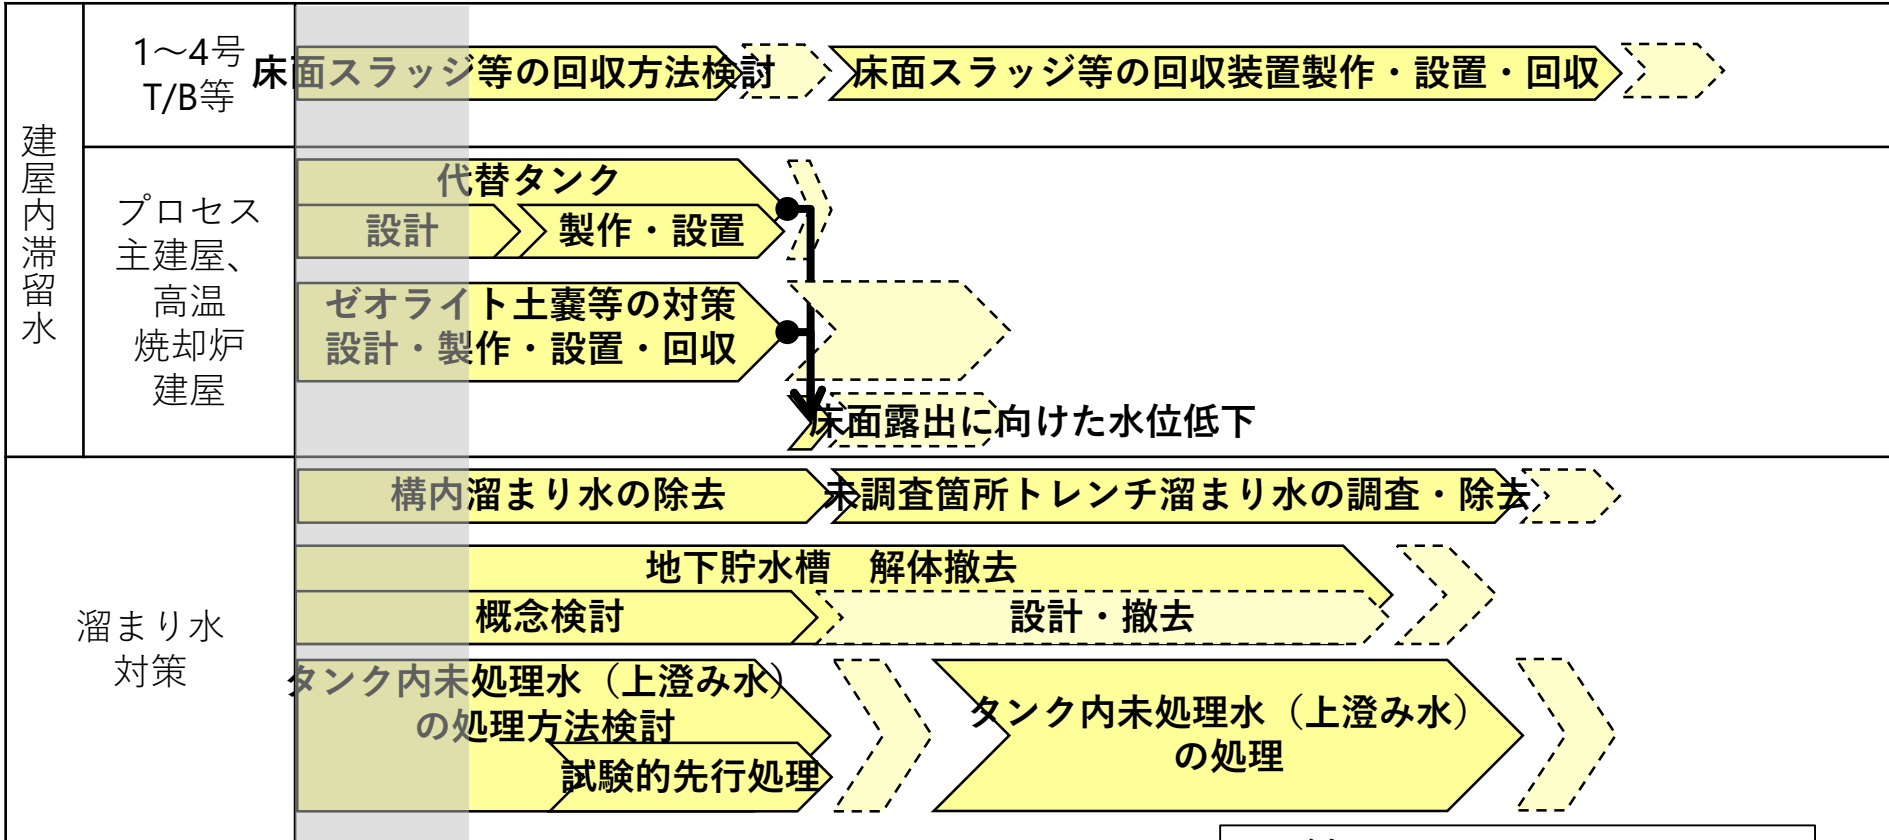 建屋内滞留水
1～4号
T/B等
床面スラッジ等の回収方法検討
床面スラッジ等の回収装置製作・設置・回収
プロセス
主建屋、
高温
焼却炉
建屋
代替タンク
設計
製作・設置
ゼオライト土嚢等の対策
設計・製作・設置・回収
床面露出に向けた水位低下
溜まり水
対策
構内溜まり水の除去
未調査箇所トレンチ溜まり水の調査・除去
地下貯水槽　解体撤去
概念検討
設計・撤去
タンク内未処理水（上澄み水）
の処理方法検討
試験的先行処理
タンク内未処理水（上澄み水）
の処理